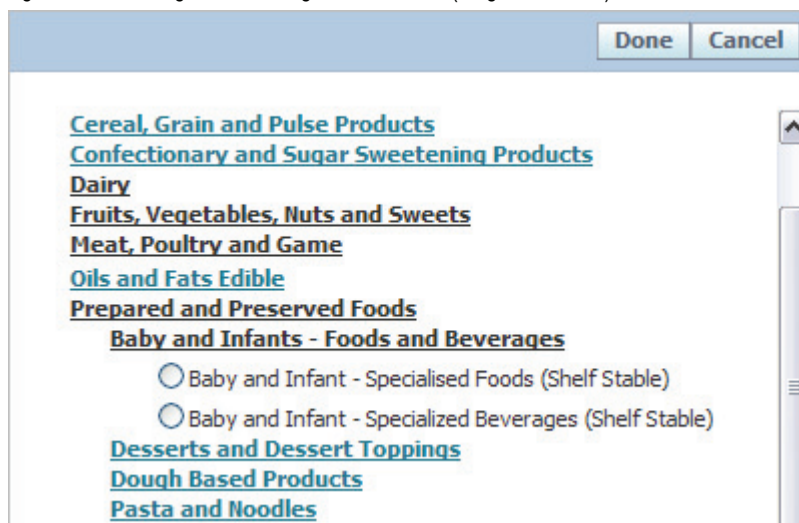 Done Cancel
Cereal, Grain and Pulse Products
Confectionary and Sugar Sweetening Products
Dairy
Fruits, Vegetables, Nuts and Sweets
Meat, Poultry and Game
Oils and Fats Edible
Prepared and Preserved Foods
Baby and Infants - Foods and Beverages
Baby and Infant - Specialised Foods (Shelf Stable)
Baby and Infant - Specialized Beverages (Shelf Stable)
Desserts and Dessert Toppings
Dough Based Products
Pasta and Noodles